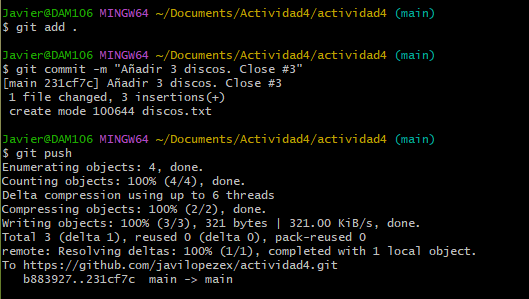 Javier@DAM106 MINGW64 ~/Documents/Actividad4/actividad4 (main)
$ git add .
Javier@DAM106 MINGW64 ~/Documents/Actividad4/actividad4 (main)
$ git commit -m "Añadir 3 discos. Close #3"
[main 231cf7c] Añadir 3 discos. Close #3
 1 file changed, 3 insertions(+)
 create mode 100644 discos.txt
Javier@DAM106 MINGW64 ~/Documents/Actividad4/actividad4 (main)
$ git push
Enumerating objects: 4, done.
Counting objects: 100% (4/4), done.
Delta compression using up to 6 threads
Compressing objects: 100% (2/2), done.
Writing objects: 100% (3/3), 321 bytes | 321.00 KiB/s, done.
Total 3 (delta 1), reused 0 (delta 0), pack-reused 0
remote: Resolving deltas: 100% (1/1), completed with 1 local object.
To https://github.com/javilopezex/actividad4.git
   b883927..231cf7c  main -> main